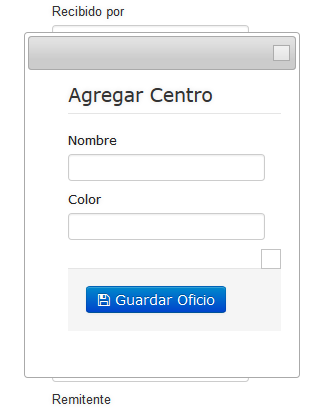 Recibido por
Agregar Centro
Nombre
Color
Guardar Oficio
Remitente